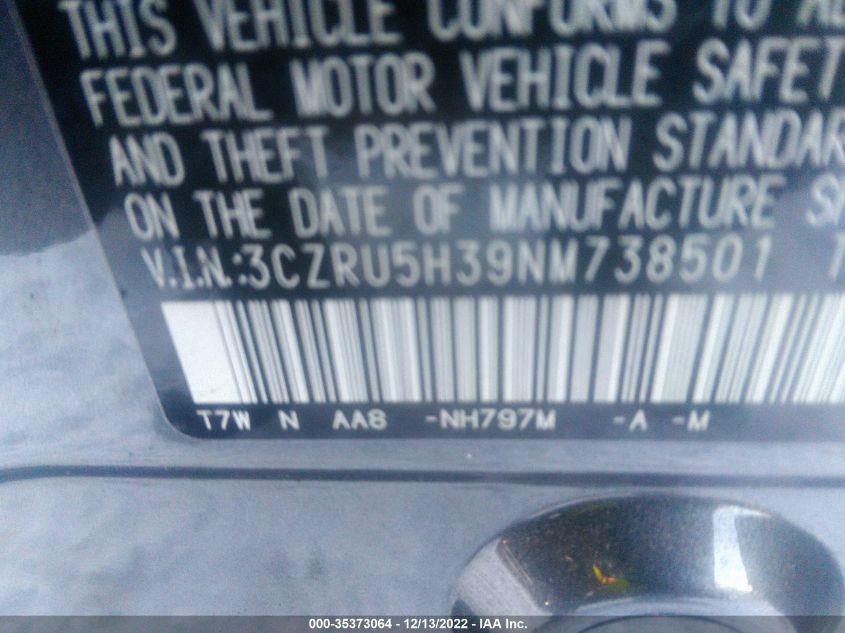 THIS VEHICLE CONFORMS TO
FEDERAL MOTOR VEHICLE SAFET
AND THEFT PREVENTION STANDAR
ON THE DATE OF MANUFACTURE
V.I.N.:3CZRU5H39NM738501
T7W N AAS -NH797M -A -M
000-35373064 - 12/13/2022 - IAA Inc.